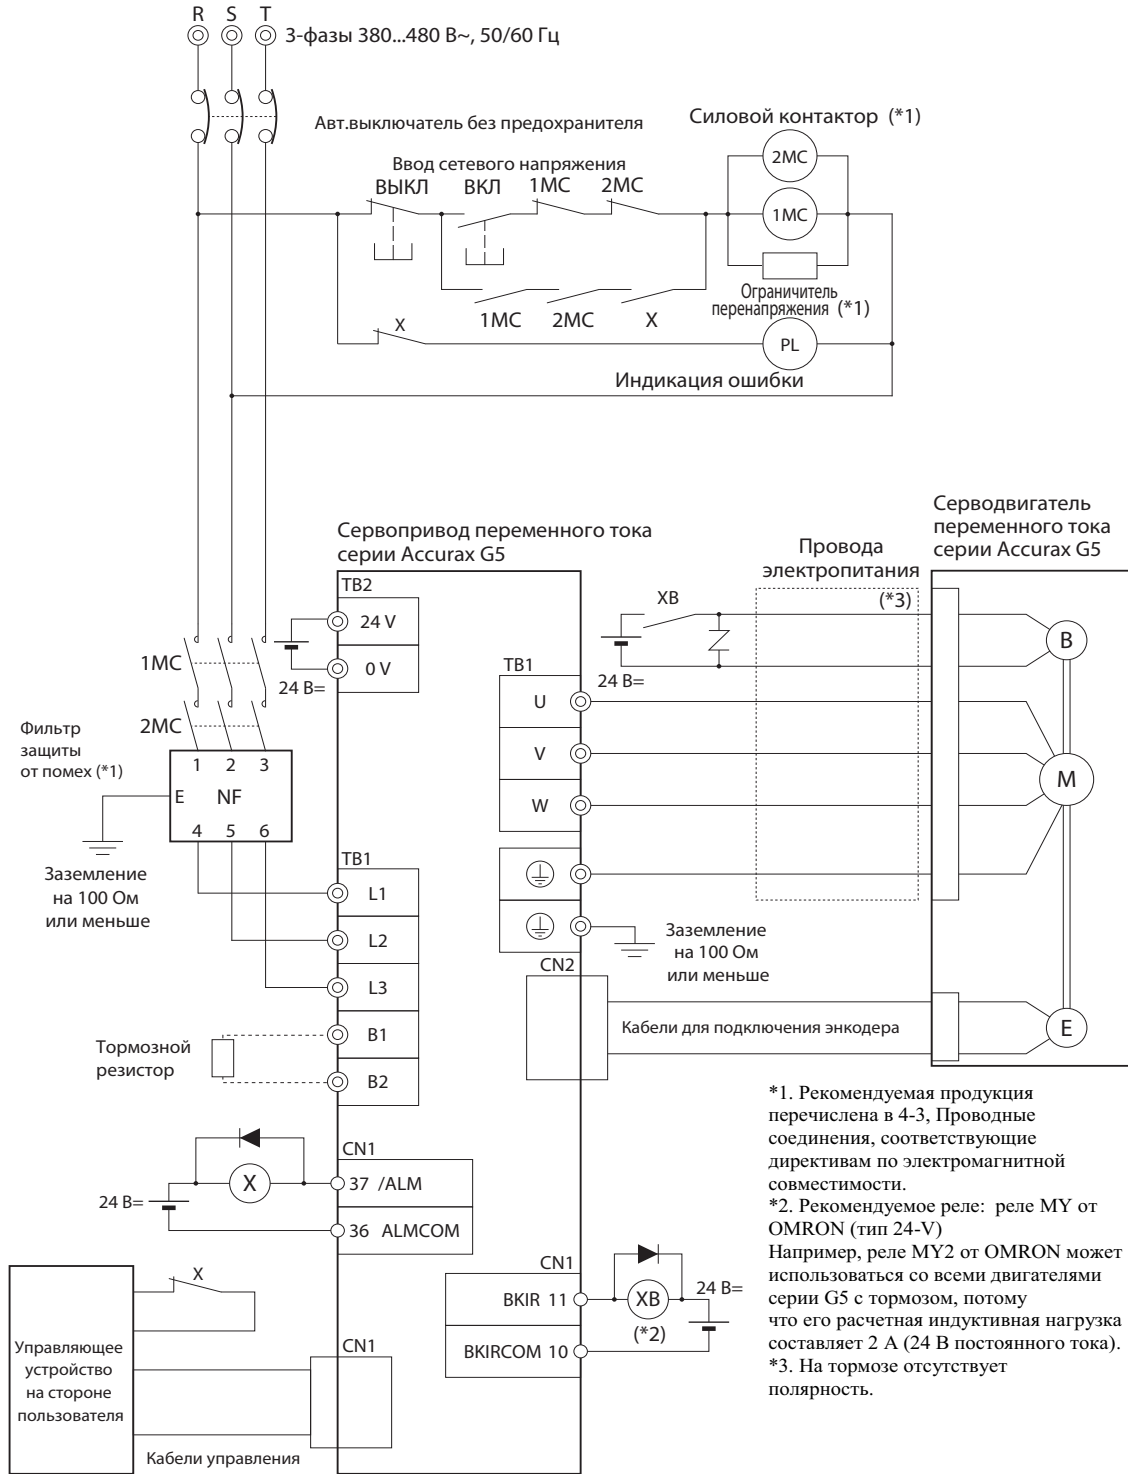 R S T
3-фазы 380...480 В~, 50/60 Гц
Авт.выключатель без предохранителя
Силовой контактор (*1)
2МС
Ввод сетевого напряжения
ВЫКЛ ВКЛ 1МС 2МС
1МС
Ограничитель
перенапряжения (*1)
1МС 2МС X
X
PL
Индикация ошибки
Сервопривод переменного тока
серии Accurax G5
Провода
электропитания
(*3)
Серводвигатель
переменного тока
серии Accurax G5
TB2
24 V
0 V
24 В=
XB
24 В=
B
1МС
2МС
Фильтр
защиты
от помех (*1)
1 2 3
E NF
4 5 6
Заземление
на 100 Ом
или меньше
TB1
U
V
W
M
TB1
L1
L2
L3
B1
B2
Заземление
на 100 Ом
или меньше
CN2
Кабели для подключения энкодера
E
Тормозной
резистор
CN1
X
24 В=
37 /ALM
36 ALMCOM
CN1
BKIR 11
BKIRCOM 10
XB
(*2)
24 В=
X
Управляющее
устройство
на стороне
пользователя
CN1
Кабели управления
*1. Рекомендуемая продукция
перечислена в 4-3, Проводные
соединения, соответствующие
директивам по электромагнитной
совместимости.
*2. Рекомендуемое реле: реле MY от
OMRON (тип 24-V)
Например, реле MY2 от OMRON может
использоваться со всеми двигателями
серии G5 с тормозом, потому
что его расчетная индуктивная нагрузка
составляет 2 А (24 В постоянного тока).
*3. На тормозе отсутствует
полярность.